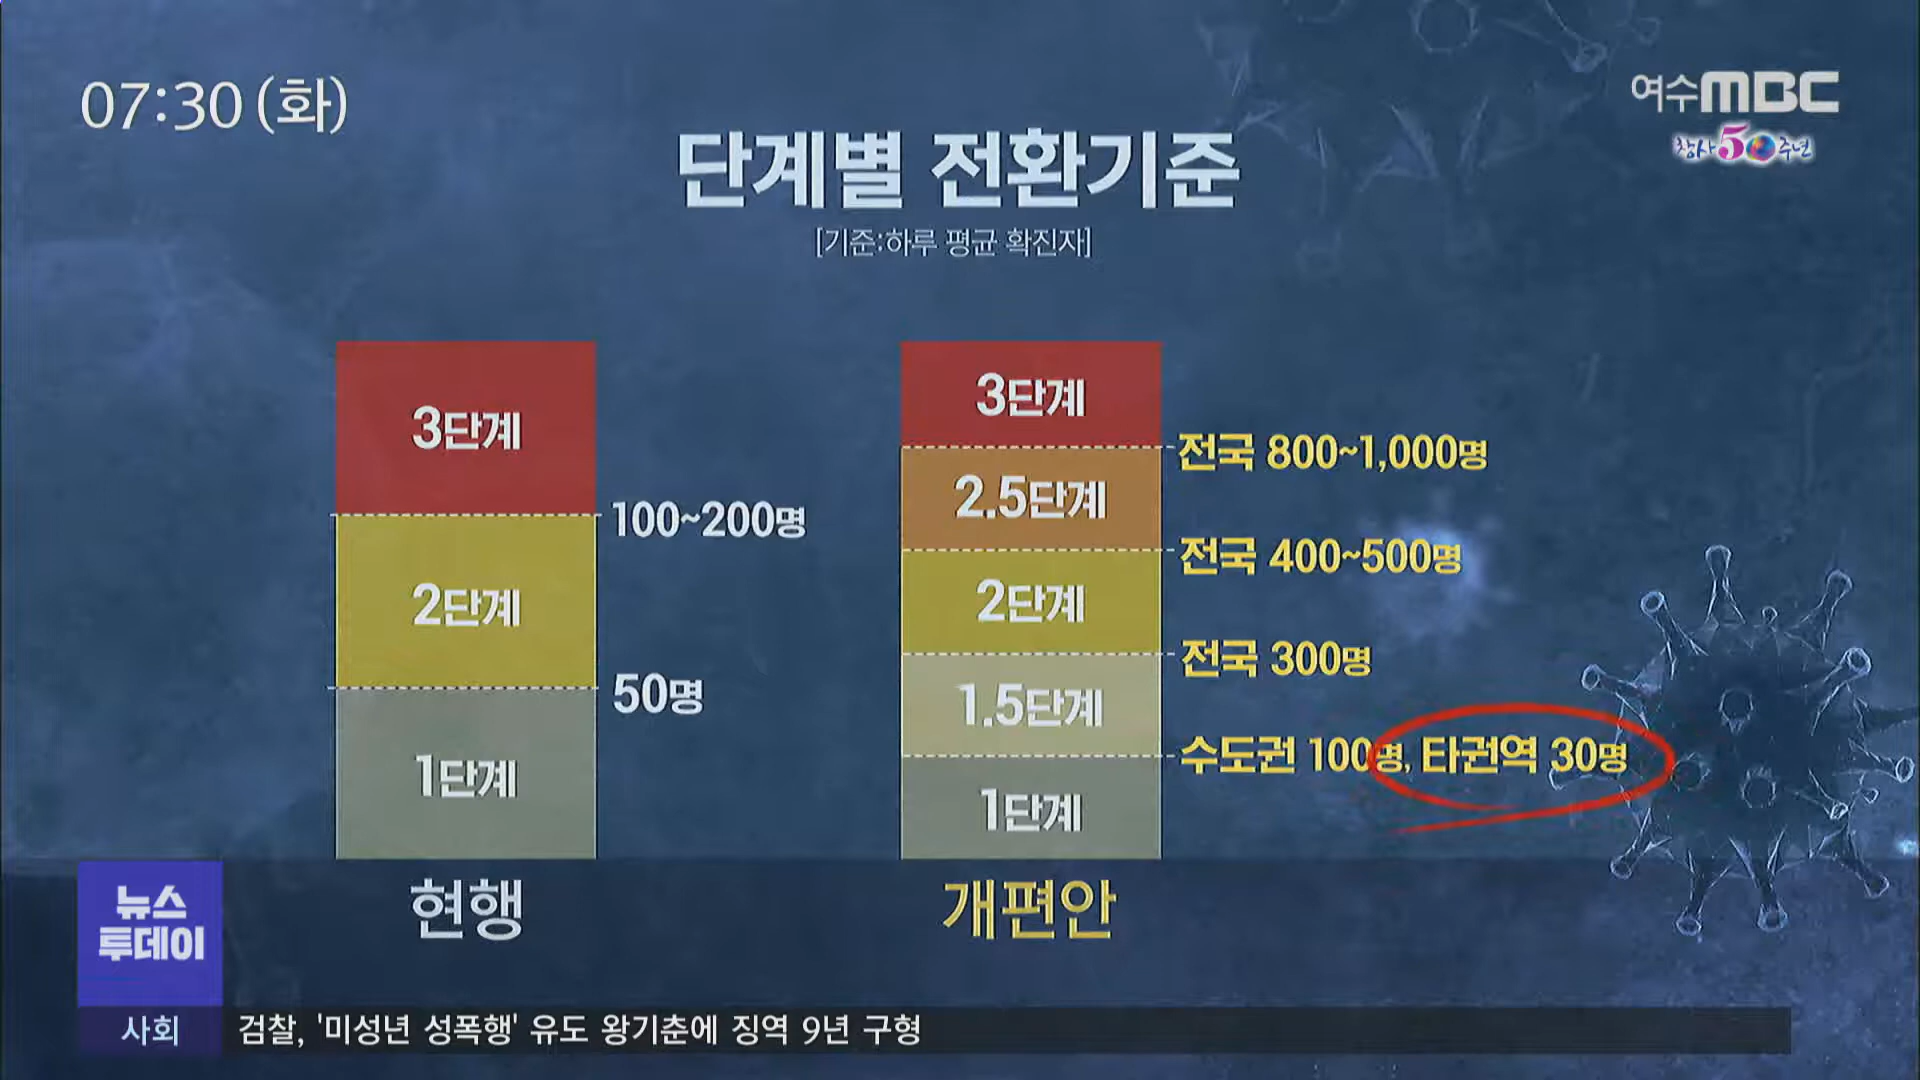 07:30 (화)
여수MBC
창사50주년
단계별 전환기준
[기준:하루 평균 확진자]
3단계
100~200명
2단계
50명
1단계
현행
3단계
전국 800~1,000명
2.5단계
전국 400~500명
2단계
전국 300명
1.5단계
수도권 100명, 타권역 30명
1단계
개편안
뉴스
투데이
사회
검찰, '미성년 성폭행' 유도 왕기춘에 징역 9년 구형